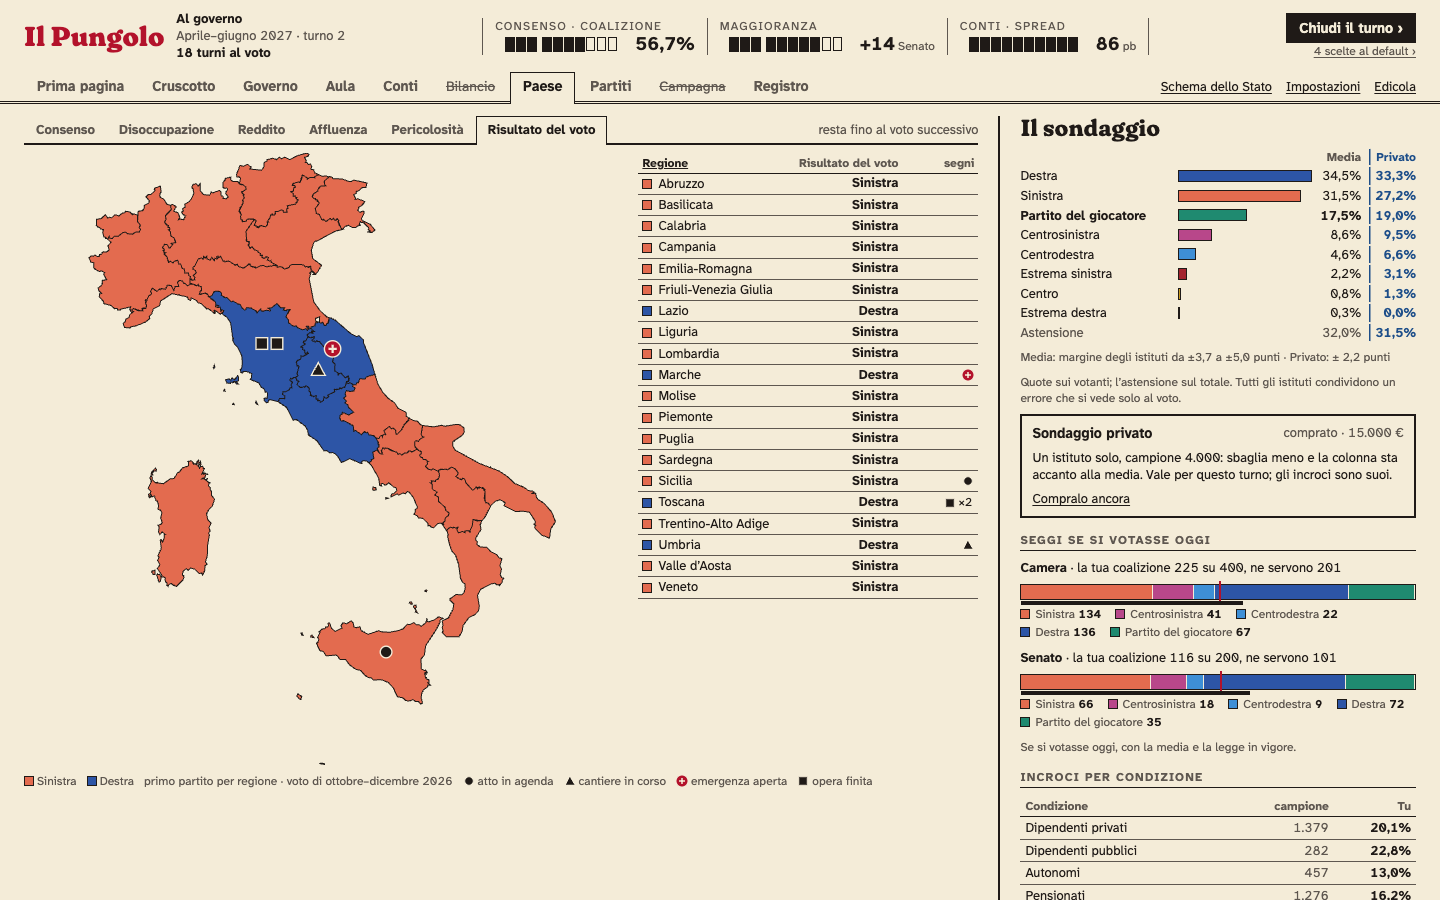 Il Pungolo
Al governo
Aprile–giugno 2027 · turno 2
18 turni al voto
CONSENSO · COALIZIONE
56,7%
MAGGIORANZA
+14 Senato
CONTI · SPREAD
86 pb
Chiudi il turno ›
4 scelte al default ›
Prima pagina Cruscotto Governo Aula Conti Bilancio Paese Partiti Campagna Registro
Schema dello Stato Impostazioni Edicola
Consenso Disoccupazione Reddito Affluenza Pericolosità Risultato del voto
resta fino al voto successivo
Regione Risultato del voto segni
Abruzzo Sinistra
Basilicata Sinistra
Calabria Sinistra
Campania Sinistra
Emilia-Romagna Sinistra
Friuli-Venezia Giulia Sinistra
Lazio Destra
Liguria Sinistra
Lombardia Sinistra
Marche Destra
Molise Sinistra
Piemonte Sinistra
Puglia Sinistra
Sardegna Sinistra
Sicilia Sinistra
Toscana Destra ×2
Trentino-Alto Adige Sinistra
Umbria Destra
Valle d’Aosta Sinistra
Veneto Sinistra
Sinistra Destra primo partito per regione · voto di ottobre–dicembre 2026 atto in agenda cantiere in corso emergenza aperta opera finita
Il sondaggio
Media Privato
Destra 34,5% 33,3%
Sinistra 31,5% 27,2%
Partito del giocatore 17,5% 19,0%
Centrosinistra 8,6% 9,5%
Centrodestra 4,6% 6,6%
Estrema sinistra 2,2% 3,1%
Centro 0,8% 1,3%
Estrema destra 0,3% 0,0%
Astensione 32,0% 31,5%
Media: margine degli istituti da ±3,7 a ±5,0 punti · Privato: ± 2,2 punti
Quote sui votanti; l’astensione sul totale. Tutti gli istituti condividono un
errore che si vede solo al voto.
Sondaggio privato comprato · 15.000 €
Un istituto solo, campione 4.000: sbaglia meno e la colonna sta
accanto alla media. Vale per questo turno; gli incroci sono suoi.
Compralo ancora
SEGGI SE SI VOTASSE OGGI
Camera · la tua coalizione 225 su 400, ne servono 201
Sinistra 134 Centrosinistra 41 Centrodestra 22
Destra 136 Partito del giocatore 67
Senato · la tua coalizione 116 su 200, ne servono 101
Sinistra 66 Centrosinistra 18 Centrodestra 9 Destra 72
Partito del giocatore 35
Se si votasse oggi, con la media e la legge in vigore.
INCROCI PER CONDIZIONE
Condizione campione Tu
Dipendenti privati 1.379 20,1%
Dipendenti pubblici 282 22,8%
Autonomi 457 13,0%
Pensionati 1.276 16,2%